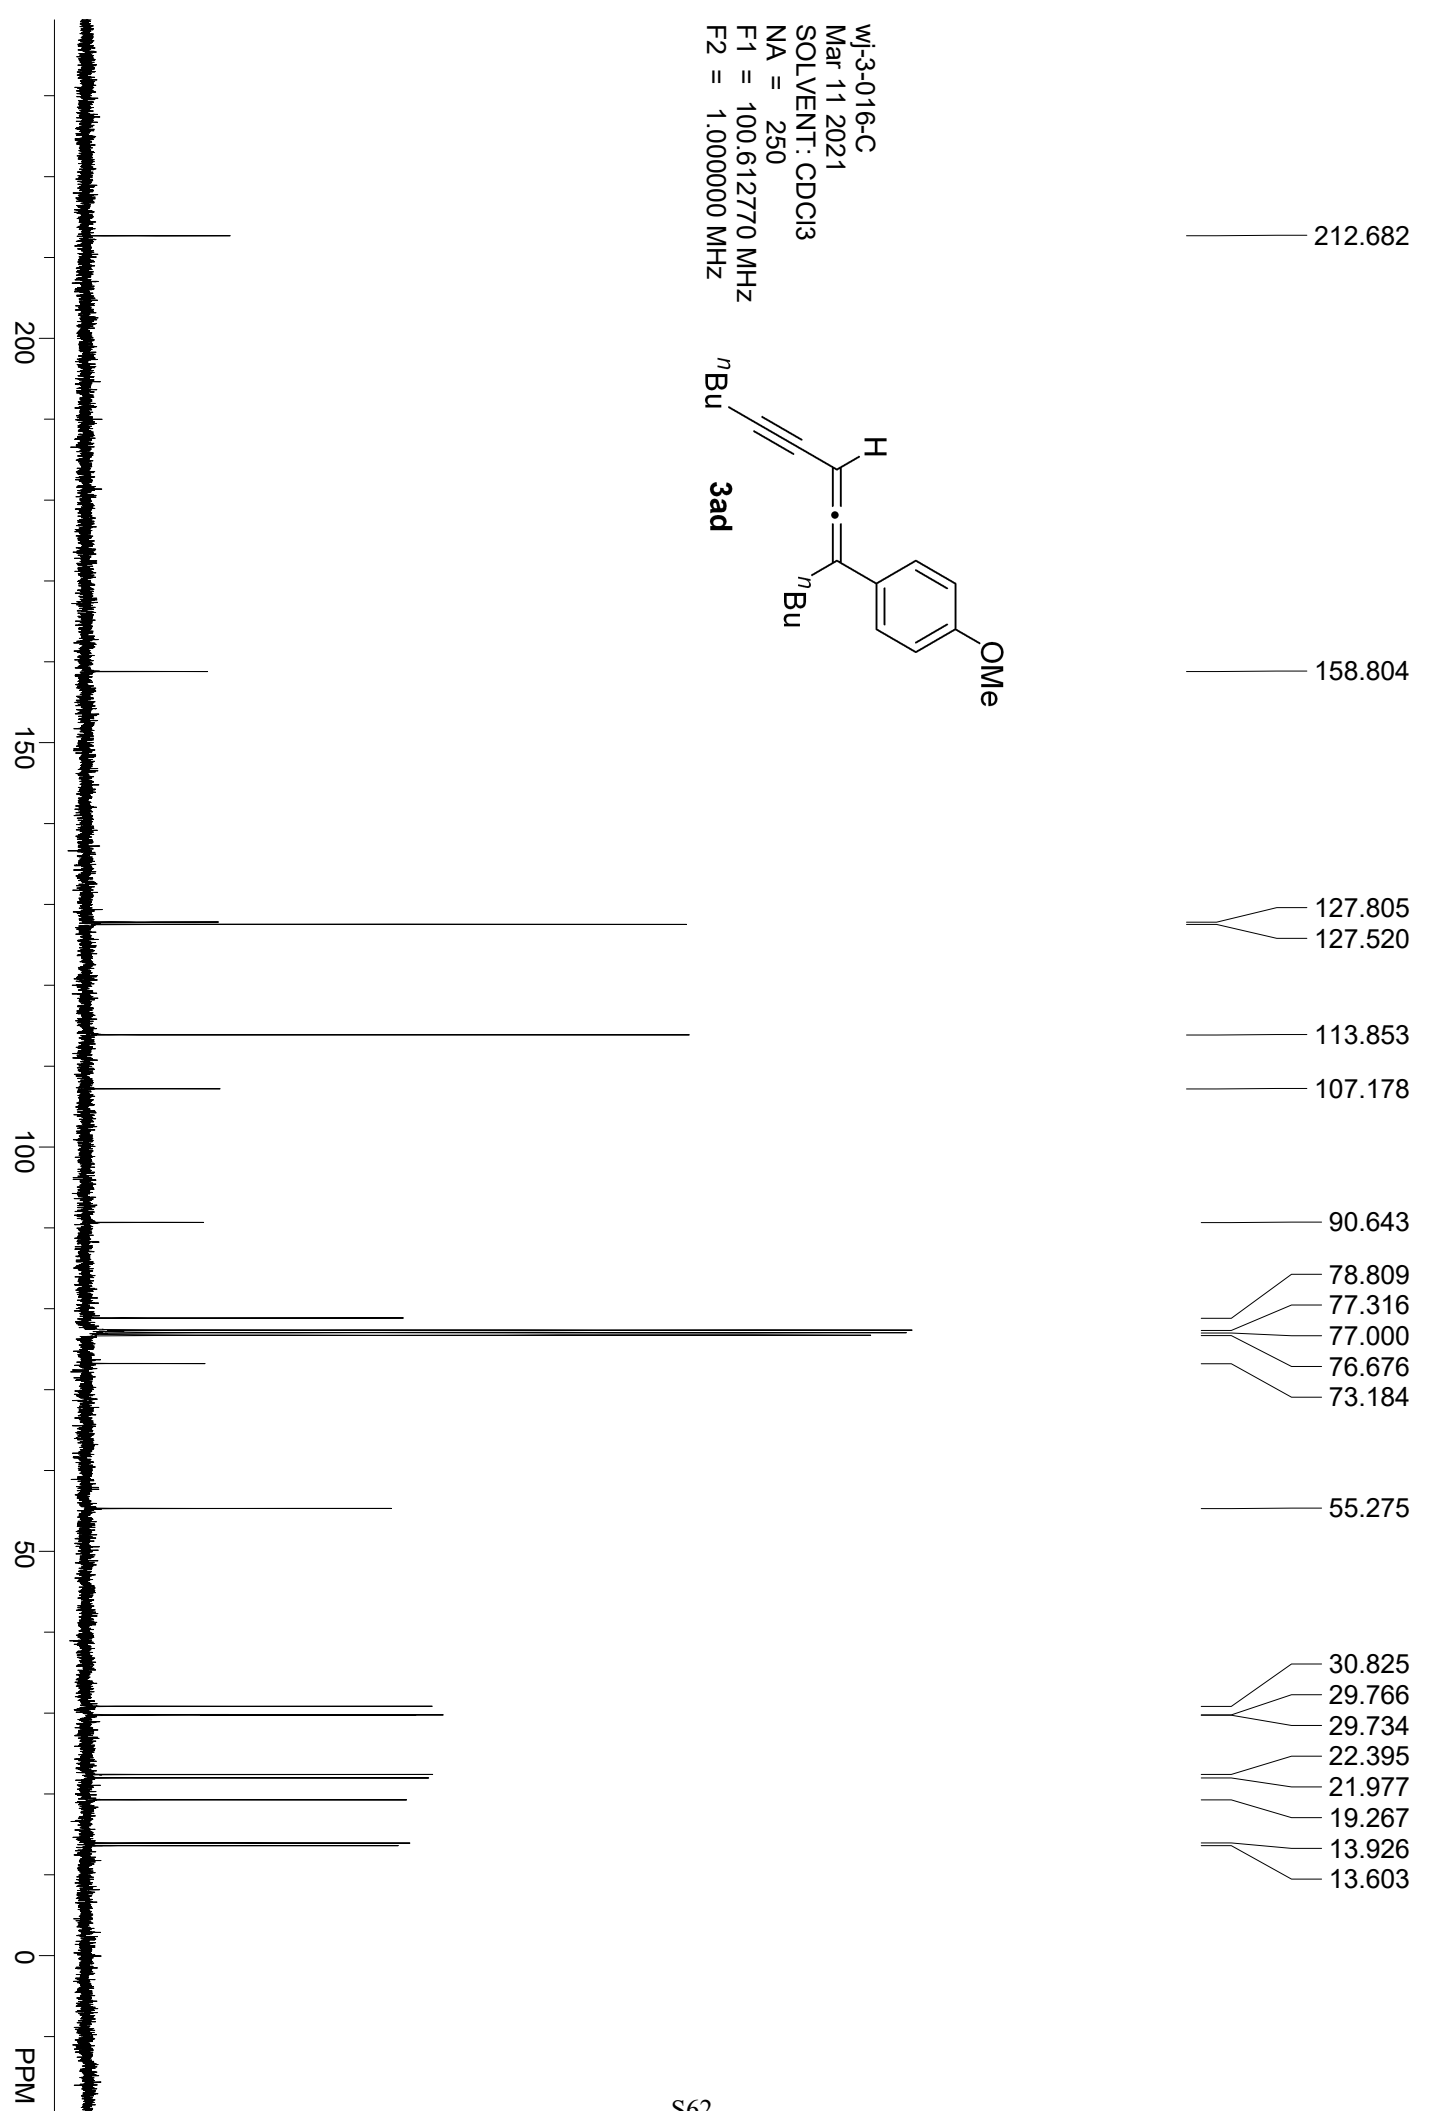 wj-3-016-C
Mar 11 2021
SOLVENT: CDCl3
NA = 250
F1 = 100.612770 MHz
F2 = 1.000000 MHz
H
OMe
nBu
nBu
3ad
212.682
158.804
127.805
127.520
113.853
107.178
90.643
78.809
77.316
77.000
76.676
73.184
55.275
30.825
29.766
29.734
22.395
21.977
19.267
13.926
13.603
200
150
100
50
0
PPM
S62